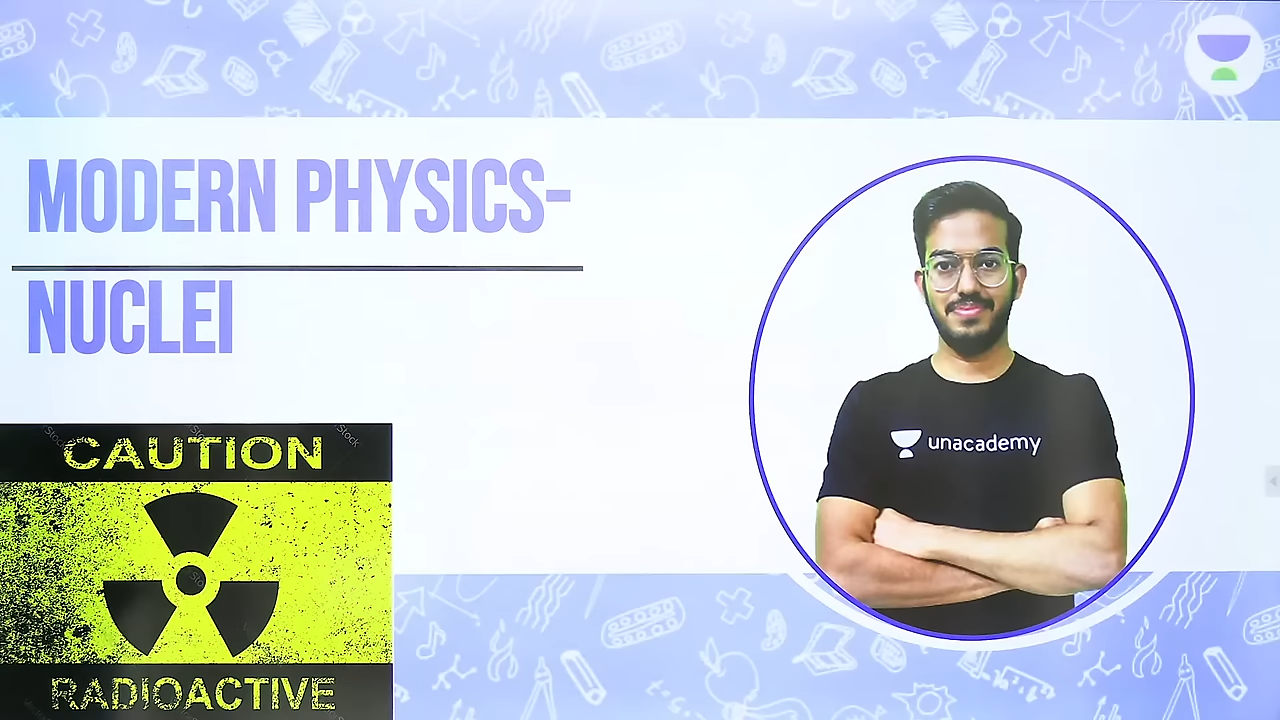 MODERN PHYSICS-
NUCLEI
unacademy
CAUTION
RADIOACTIVE